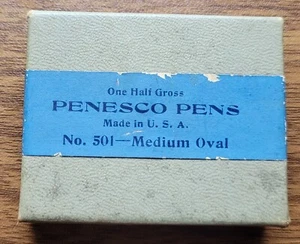 One Half Gross
PENESCO PENS
Made in U. S. A.
No. 501—Medium Oval